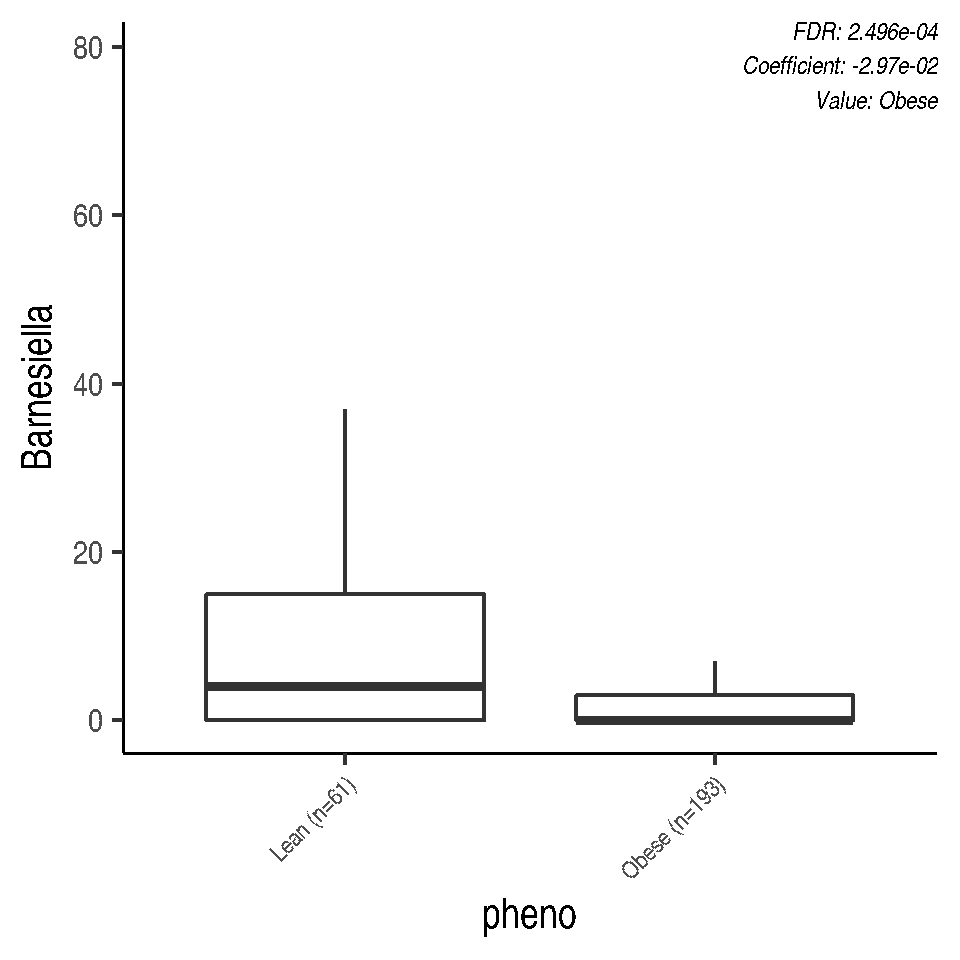 FDR: 2.496e-04
Coefficient: -2.97e-02
Value: Obese
80
60
40
20
0
Barnesiella
Lean (n=61)
Obese (n=193)
pheno